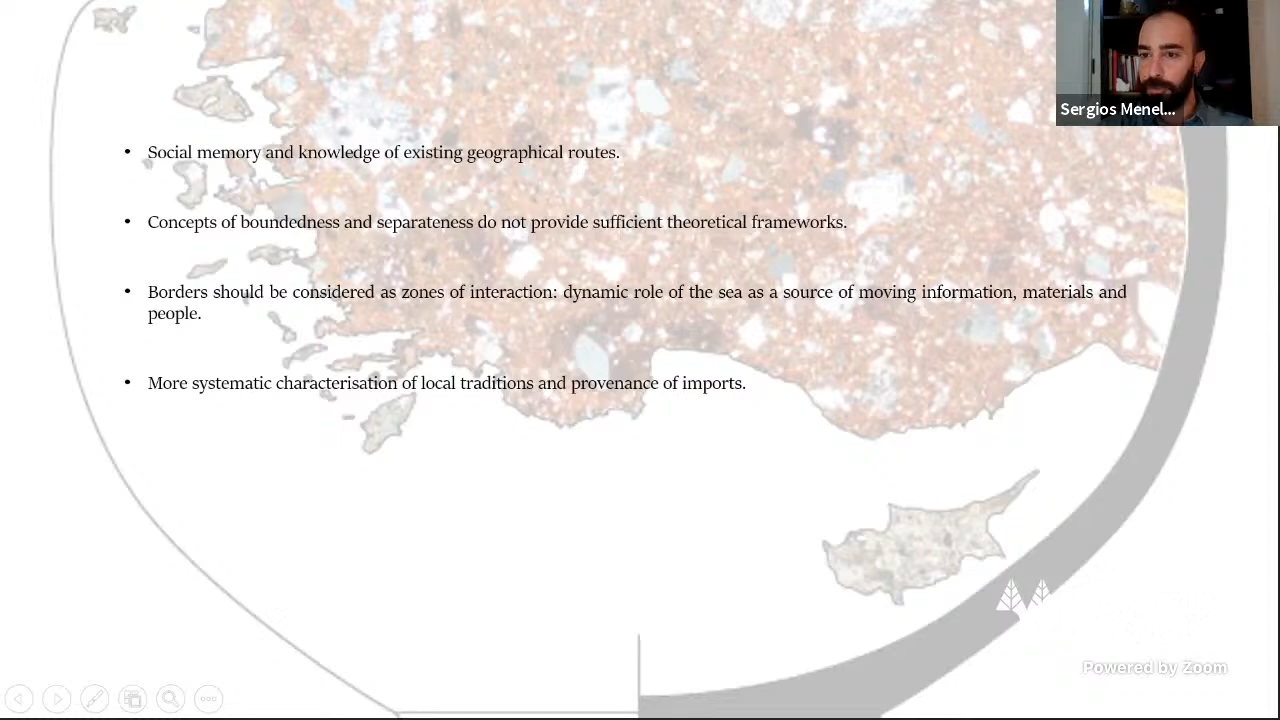 Sergios Menel...
• Social memory and knowledge of existing geographical routes.
• Concepts of boundedness and separateness do not provide sufficient theoretical frameworks.
• Borders should be considered as zones of interaction: dynamic role of the sea as a source of moving information, materials and
people.
• More systematic characterisation of local traditions and provenance of imports.
Powered by Zoom